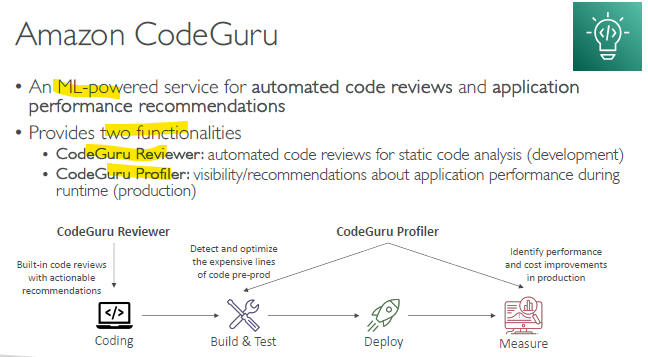 Amazon CodeGuru
• An ML-powered service for automated code reviews and application
performance recommendations
• Provides two functionalities
• CodeGuru Reviewer: automated code reviews for static code analysis (development)
• CodeGuru Profiler: visibility/recommendations about application performance during
runtime (production)
CodeGuru Reviewer
CodeGuru Profiler
Built-in code reviews
with actionable
recommendations
Detect and optimize
the expensive lines
of code pre-prod
Identify performance
and cost improvements
in production
</>
Coding
Build & Test
Deploy
Measure